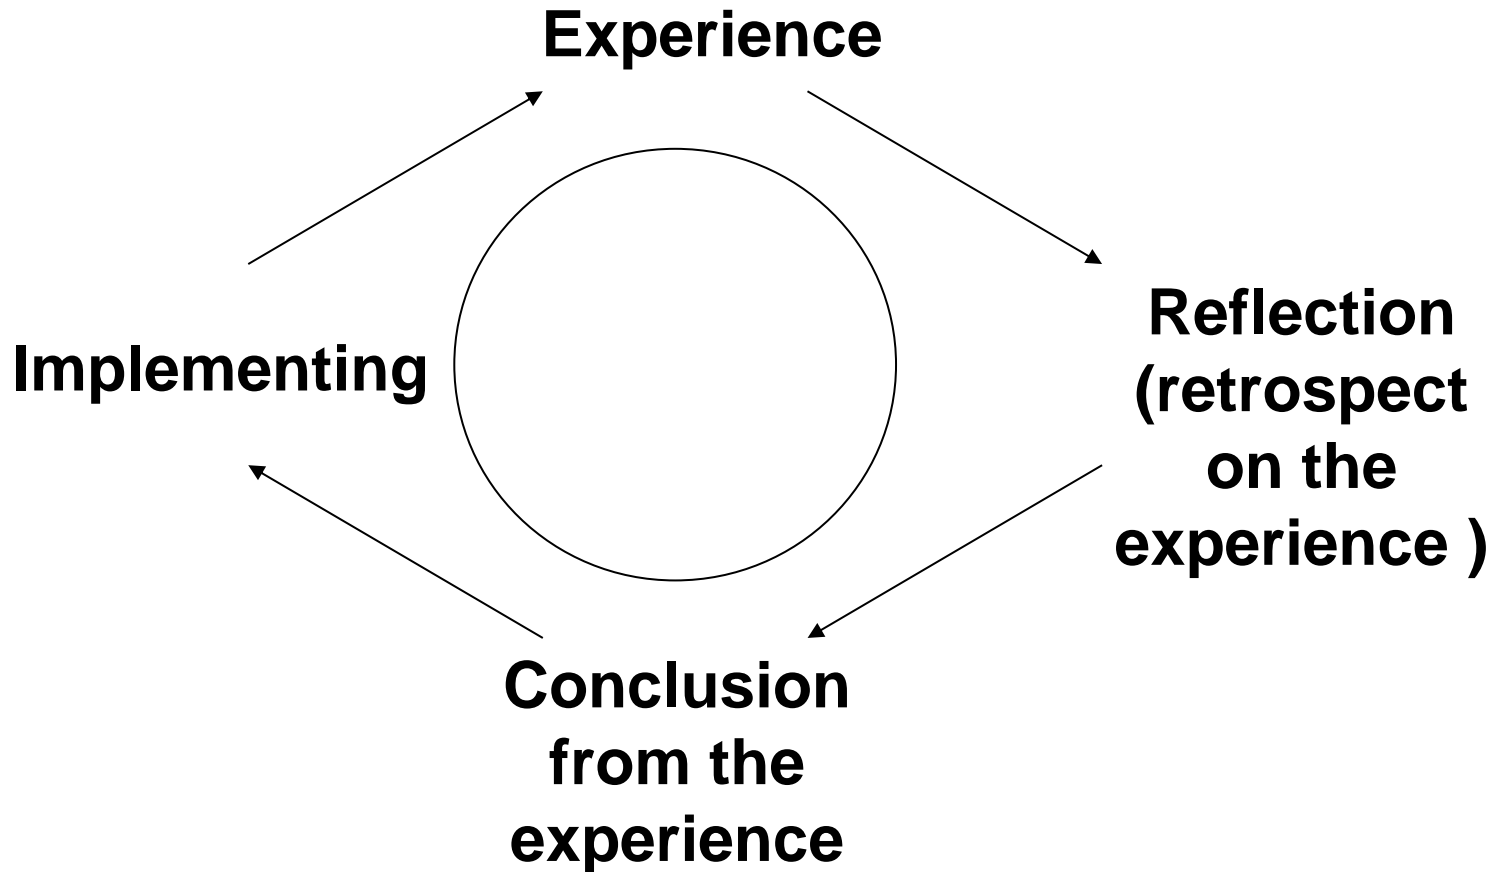 Experience
Implementing
Reflection
(retrospect
on the
experience )
Conclusion
from the
experience